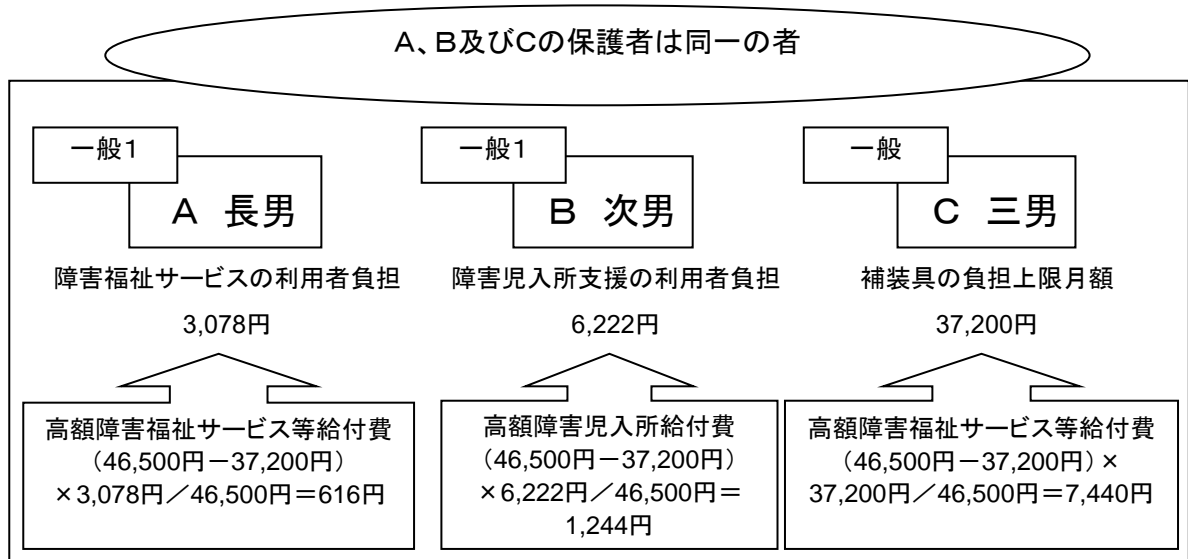 A、B及びCの保護者は同一の者
一般1
A 長男
障害福祉サービスの利用者負担
3,078円
高額障害福祉サービス等給付費
（46,500円－37,200円）
×3,078円／46,500円＝616円
一般1
B 次男
障害児入所支援の利用者負担
6,222円
高額障害児入所給付費
（46,500円－37,200円）
×6,222円／46,500円＝
1,244円
一般
C 三男
補装具の負担上限月額
37,200円
高額障害福祉サービス等給付費
（46,500円－37,200円）×
37,200円／46,500円＝7,440円